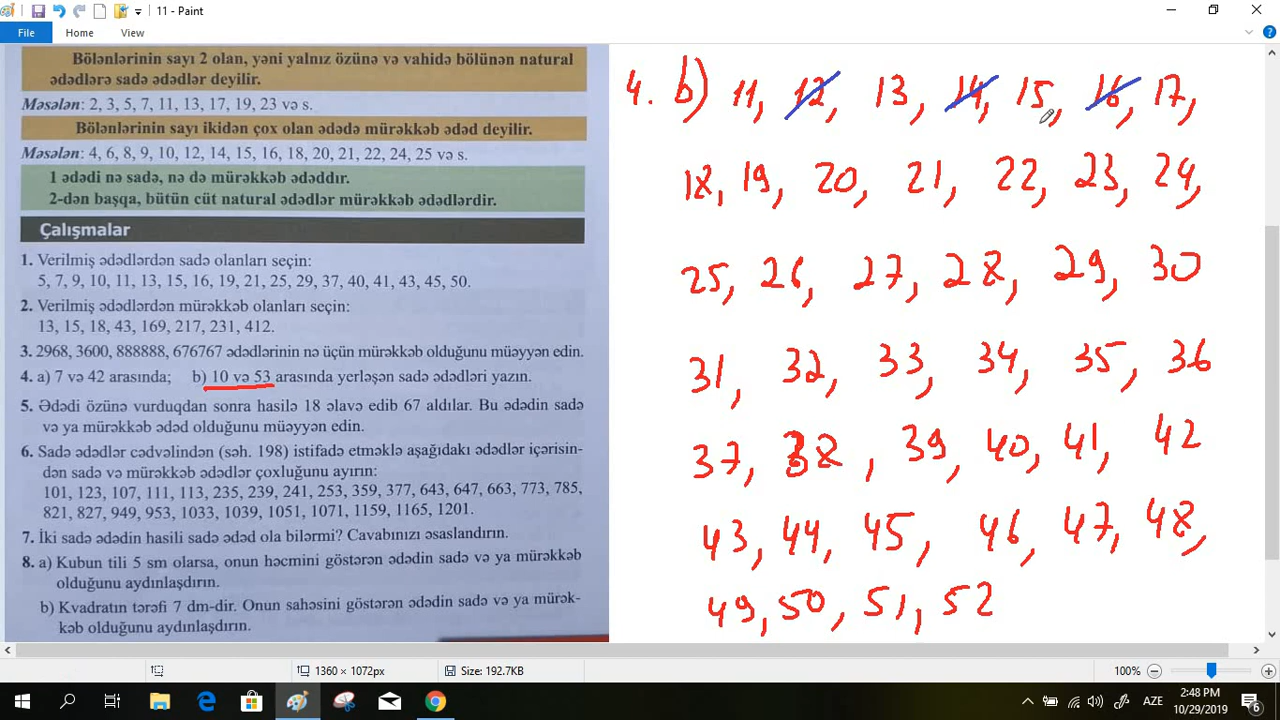 11 - Paint
File Home View
Bölənlərinin sayı 2 olan, yəni yalnız özünə və vahidə bölünən natural
ədədlərə sadə ədədlər deyilir.
Məsələn: 2, 3, 5, 7, 11, 13, 17, 19, 23 və s.
Bölənlərinin sayı ikidən çox olan ədədə mürəkkəb ədəd deyilir.
Məsələn: 4, 6, 8, 9, 10, 12, 14, 15, 16, 18, 20, 21, 22, 24, 25 və s.
1 ədədi nə sadə, nə də mürəkkəb ədəddır.
2-dən başqa, bütün cüt natural ədədlər mürəkkəb ədədlərdir.
Çalışmalar
1. Verilmiş ədədlərdən sadə olanları seçin:
5, 7, 9, 10, 11, 13, 15, 16, 19, 21, 25, 29, 37, 40, 41, 43, 45, 50.
2. Verilmiş ədədlərdən mürəkkəb olanları seçin:
13, 15, 18, 43, 169, 217, 231, 412.
3. 2968, 3600, 888888, 676767 ədədlərinin nə üçün mürəkkəb olduğunu müəyyən edin.
4. a) 7 və 42 arasında; b) 10 və 53 arasında yerləşən sadə ədədləri yazın.
5. Ədədi özünə vurduqdan sonra hasilə 18 əlavə edib 67 aldılar. Bu ədədin sadə
və ya mürəkkəb ədəd olduğunu müəyyən edin.
6. Sadə ədədlər cədvəlindən (səh. 198) istifadə etməklə aşağıdakı ədədlər içərisin-
dən sadə və mürəkkəb ədədlər çoxluğunu ayırın:
101, 123, 107, 111, 113, 235, 239, 241, 253, 359, 377, 643, 647, 663, 773, 785,
821, 827, 949, 953, 1033, 1039, 1051, 1071, 1159, 1165, 1201.
7. İki sadə ədədin hasili sadə ədəd ola bilərmi? Cavabınızı əsaslandırın.
8. a) Kubun tili 5 sm olarsa, onun həcmini göstərən ədədin sadə və ya mürəkkəb
olduğunu aydınlaşdırın.
b) Kvadratın tərəfi 7 dm-dir. Onun sahəsini göstərən ədədin sadə və ya mürək-
kəb olduğunu aydınlaşdırın.
4. b) 11, 12, 13, 14, 15, 16, 17,
18, 19, 20, 21, 22, 23, 24,
25, 26, 27, 28, 29, 30
31, 32, 33, 34, 35, 36
37, 38, 39, 40, 41, 42
43, 44, 45, 46, 47, 48,
49, 50, 51, 52
1360 × 1072px Size: 192.7KB 100%
AZE 2:48 PM
10/29/2019 6